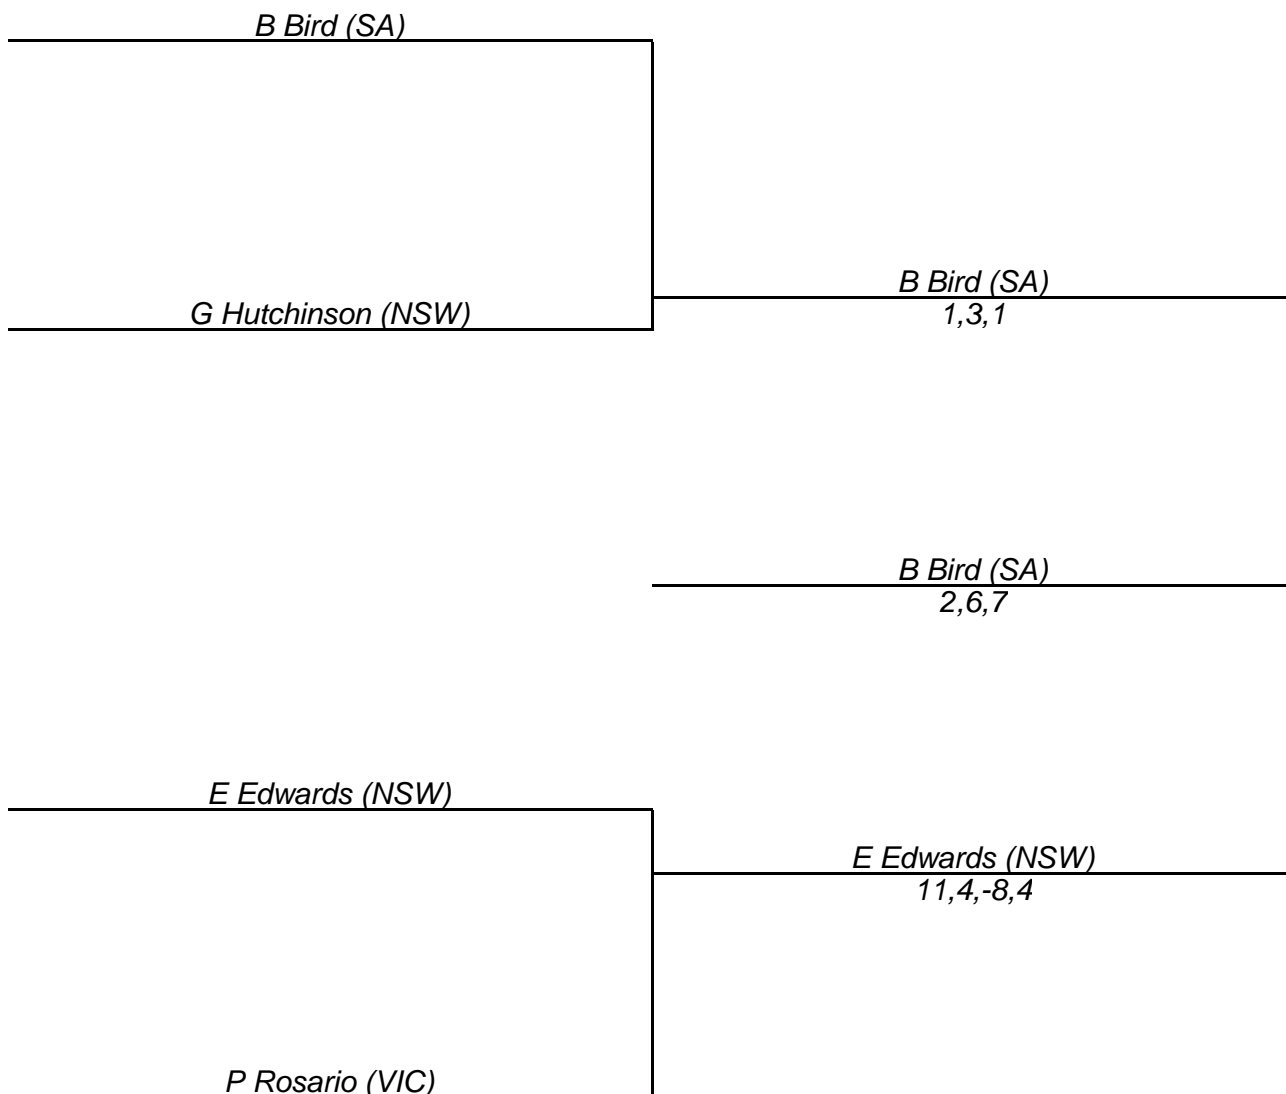 B Bird (SA)
B Bird (SA)
G Hutchinson (NSW)
1,3,1
B Bird (SA)
2,6,7
E Edwards (NSW)
E Edwards (NSW)
11,4,-8,4
P Rosario (VIC)